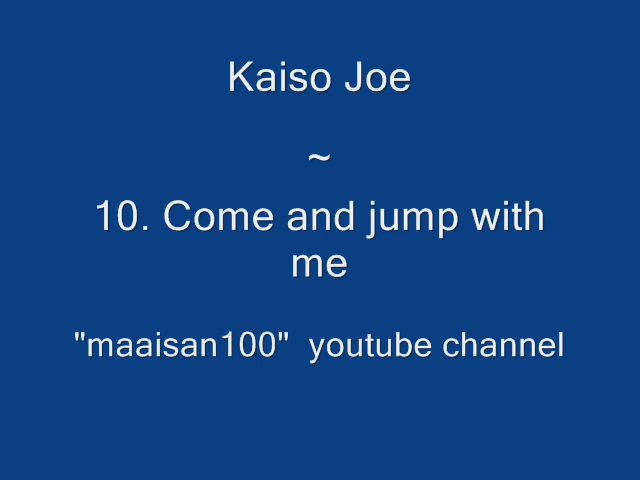 Kaiso Joe
~
10. Come and jump with
me
"maaisan100"  youtube channel